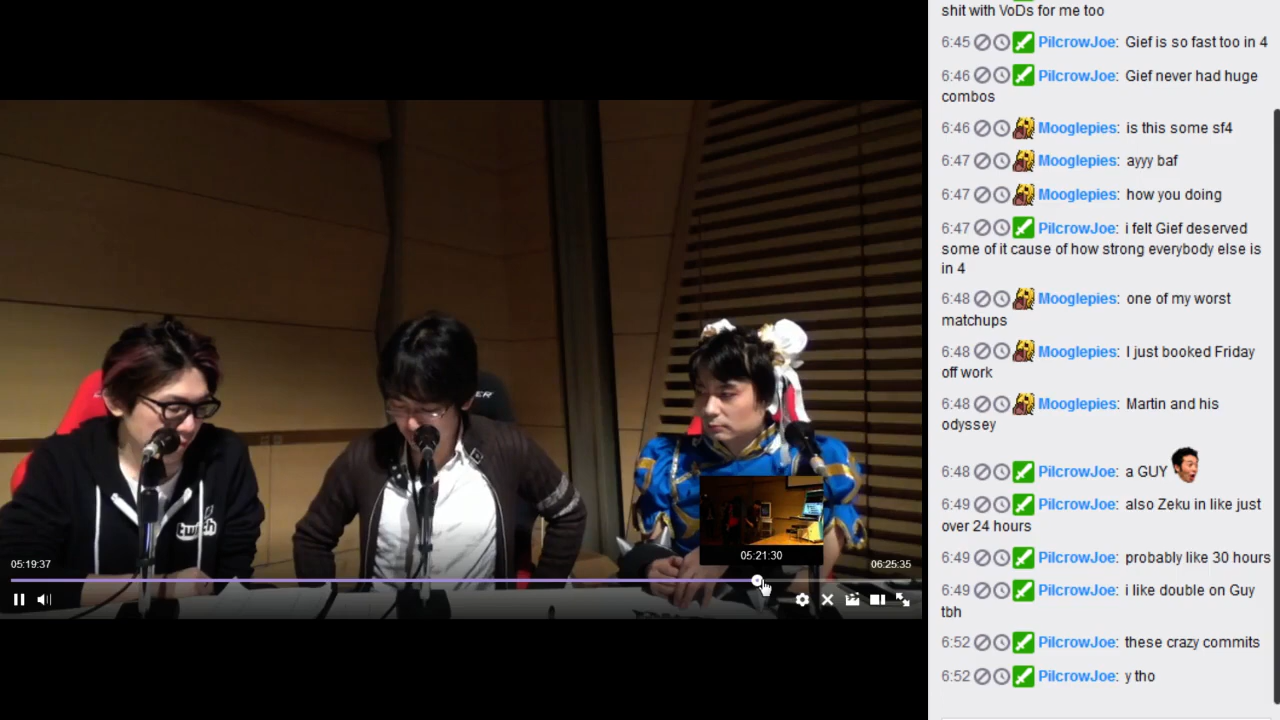 shit with VoDs for me too
6:45 PilcrowJoe: Gief is so fast too in 4
6:46 PilcrowJoe: Gief never had huge
combos
6:46 Mooglepies: is this some sf4
6:47 Mooglepies: ayyy baf
6:47 Mooglepies: how you doing
6:47 PilcrowJoe: i felt Gief deserved
some of it cause of how strong everybody else is
in 4
6:48 Mooglepies: one of my worst
matchups
6:48 Mooglepies: I just booked Friday
off work
6:48 Mooglepies: Martin and his
odyssey
6:48 PilcrowJoe: a GUY
6:49 PilcrowJoe: also Zeku in like just
over 24 hours
6:49 PilcrowJoe: probably like 30 hours
6:49 PilcrowJoe: i like double on Guy
tbh
6:52 PilcrowJoe: these crazy commits
6:52 PilcrowJoe: y tho
twitch
05:21:30
05:19:37
06:25:35